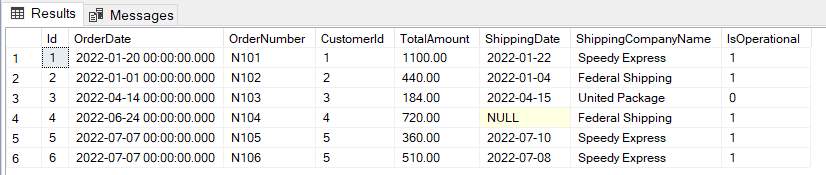 Results Messages
Id OrderDate OrderNumber CustomerId TotalAmount ShippingDate ShippingCompanyName IsOperational
1 1 2022-01-20 00:00:00.000 N101 1 1100.00 2022-01-22 Speedy Express 1
2 2 2022-01-01 00:00:00.000 N102 2 440.00 2022-01-04 Federal Shipping 1
3 3 2022-04-14 00:00:00.000 N103 3 184.00 2022-04-15 United Package 0
4 4 2022-06-24 00:00:00.000 N104 4 720.00 NULL Federal Shipping 1
5 5 2022-07-07 00:00:00.000 N105 5 360.00 2022-07-10 Speedy Express 1
6 6 2022-07-07 00:00:00.000 N106 5 510.00 2022-07-08 Speedy Express 1